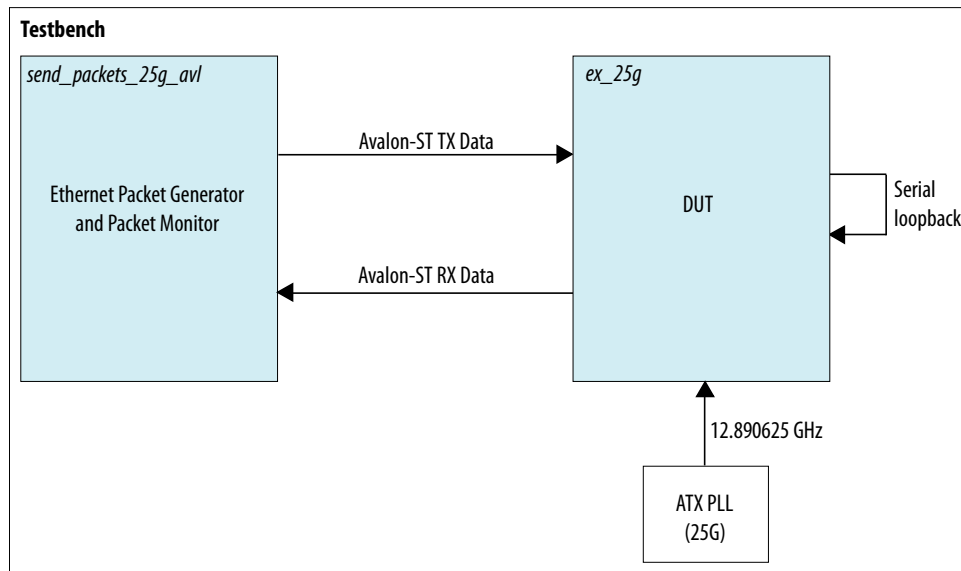 Testbench
send_packets_25g_avl
ex_25g
Avalon-ST TX Data
Ethernet Packet Generator
and Packet Monitor
DUT
Serial
loopback
Avalon-ST RX Data
12.890625 GHz
ATX PLL
(25G)